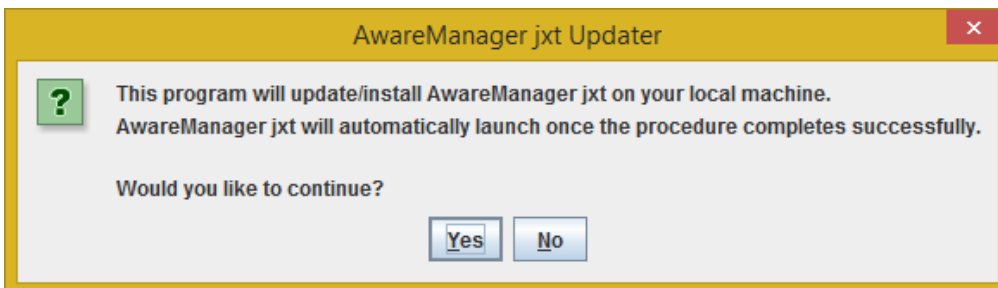 AwareManager jxt Updater
This program will update/install AwareManager jxt on your local machine.
AwareManager jxt will automatically launch once the procedure completes successfully.
Would you like to continue?
Yes No